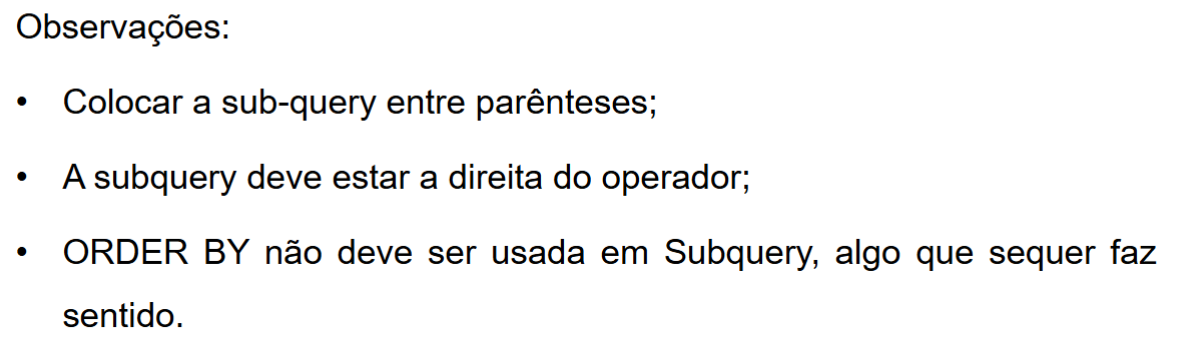 Observações:
• Colocar a sub-query entre parênteses;
• A subquery deve estar a direita do operador;
• ORDER BY não deve ser usada em Subquery, algo que sequer faz
sentido.